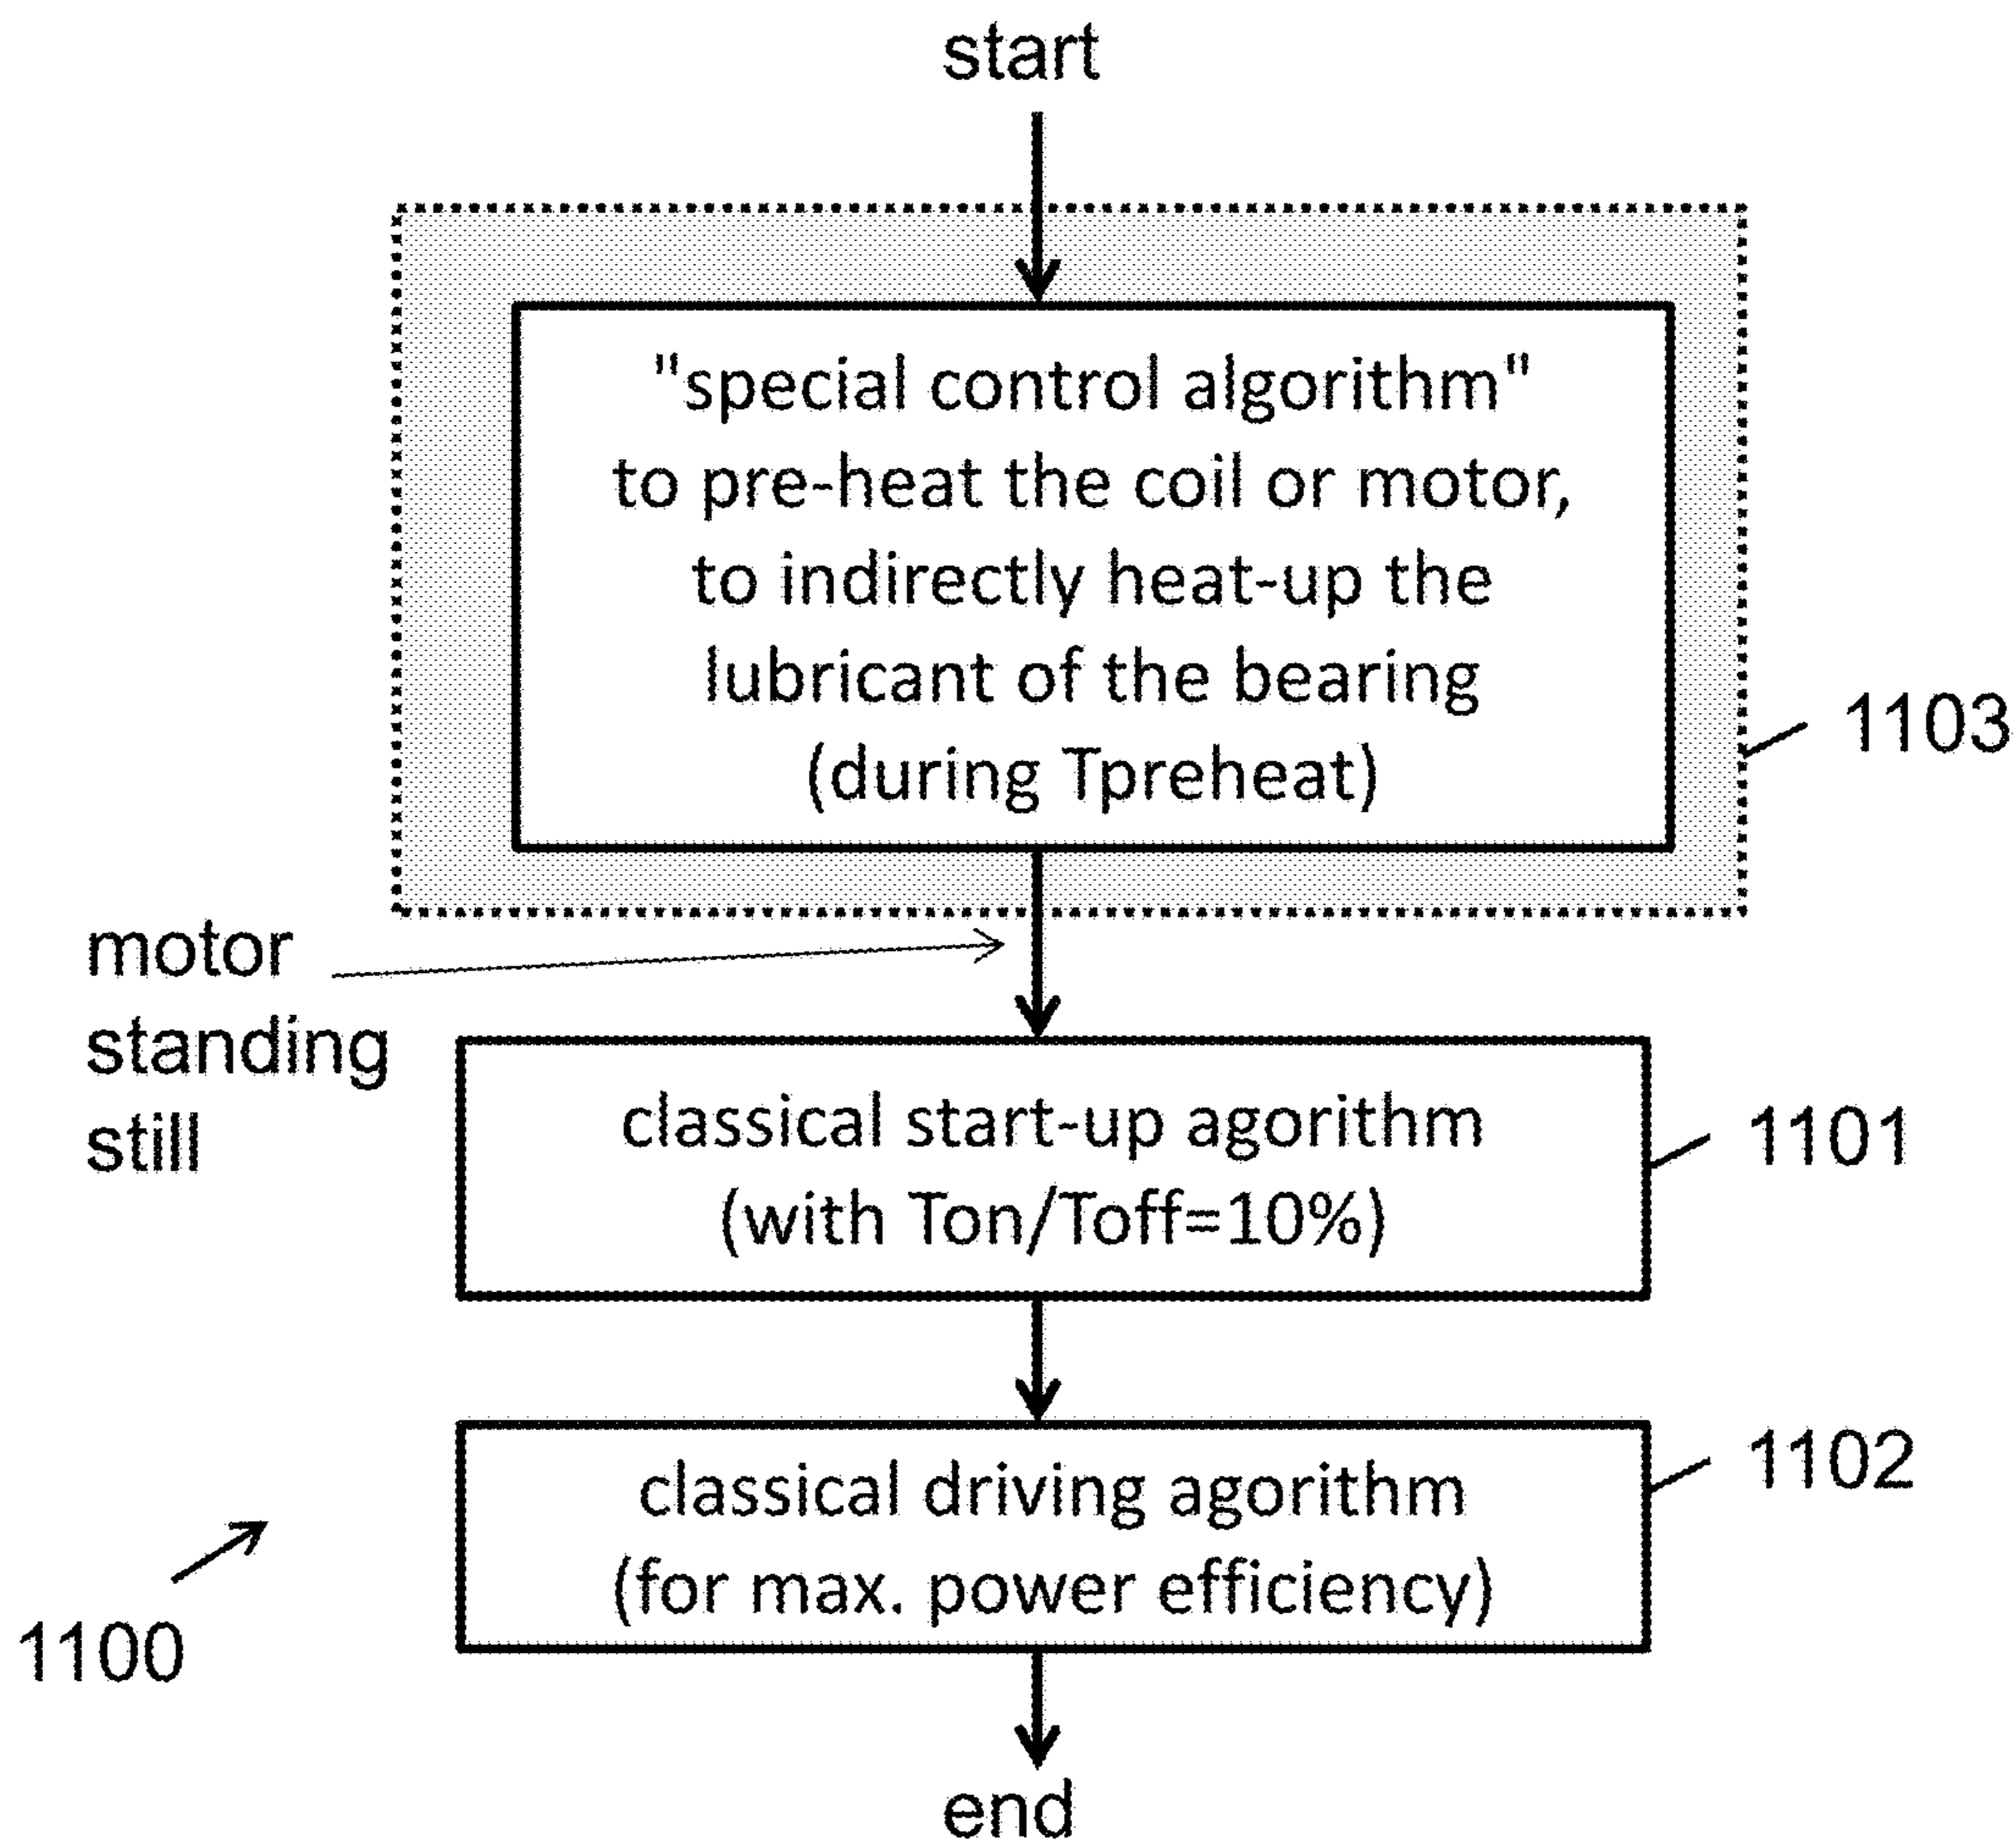 start
"special control algorithm"
to pre-heat the coil or motor,
to indirectly heat-up the
lubricant of the bearing
(during Tpreheat)
1103
motor
standing
still
classical start-up agorithm
(with Ton/Toff=10%)
1101
classical driving agorithm
(for max. power efficiency)
1102
1100
end